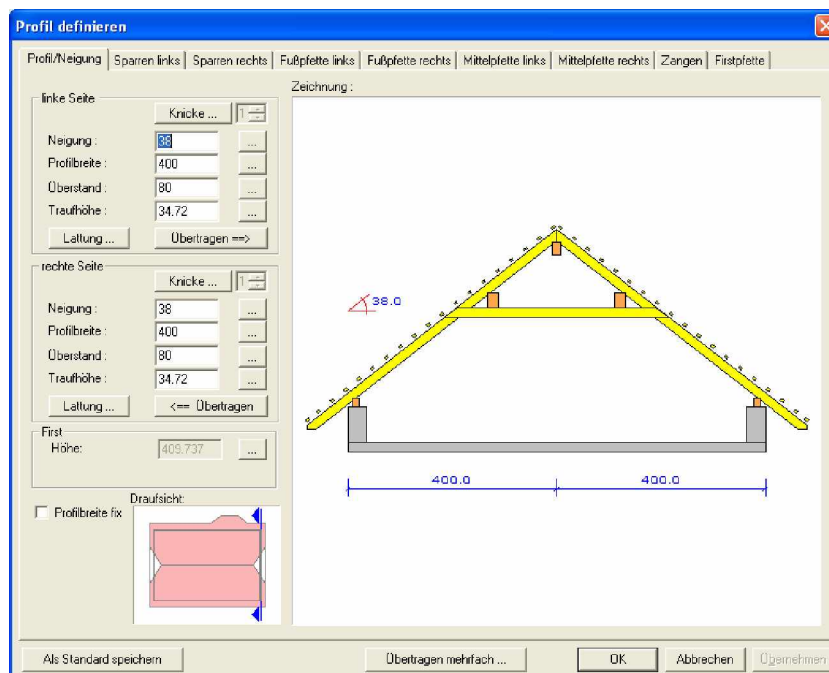 Profil definieren
Profil/Neigung Sparren links Sparren rechts Fußpfette links Fußpfette rechts Mittelpfette links Mittelpfette rechts Zangen Firstpfette
linke Seite
Knicke ... 1
Neigung : 38 ...
Profilbreite : 400 ...
Überstand : 80 ...
Traufhöhe : 34.72 ...
Lattung ... Übertragen ==>
rechte Seite
Knicke ... 1
Neigung : 38 ...
Profilbreite : 400 ...
Überstand : 80 ...
Traufhöhe : 34.72 ...
Lattung ... <== Übertragen
First
Höhe: 409.737 ...
Profilbreite fix
Draufsicht:
Zeichnung :
38.0
400.0 400.0
Als Standard speichern Übertragen mehrfach ... OK Abbrechen Übernehmen